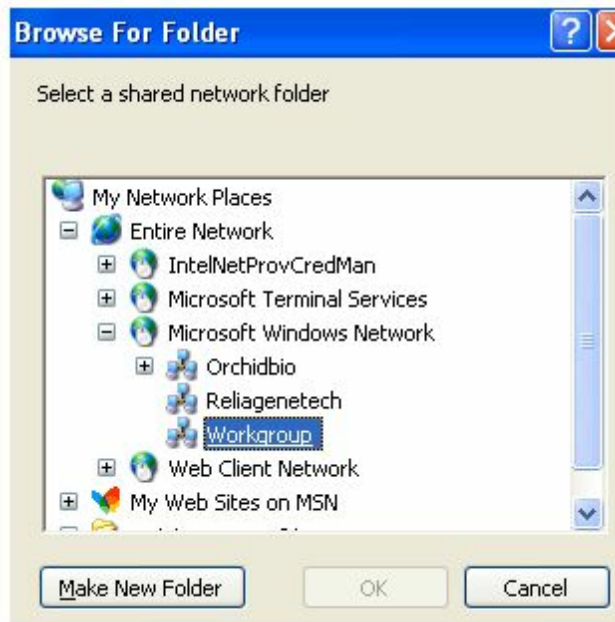 Browse For Folder
Select a shared network folder
My Network Places
Entire Network
IntelNetProvCredMan
Microsoft Terminal Services
Microsoft Windows Network
Orchidbio
Reliagenetech
Workgroup
Web Client Network
My Web Sites on MSN
Make New Folder
OK
Cancel